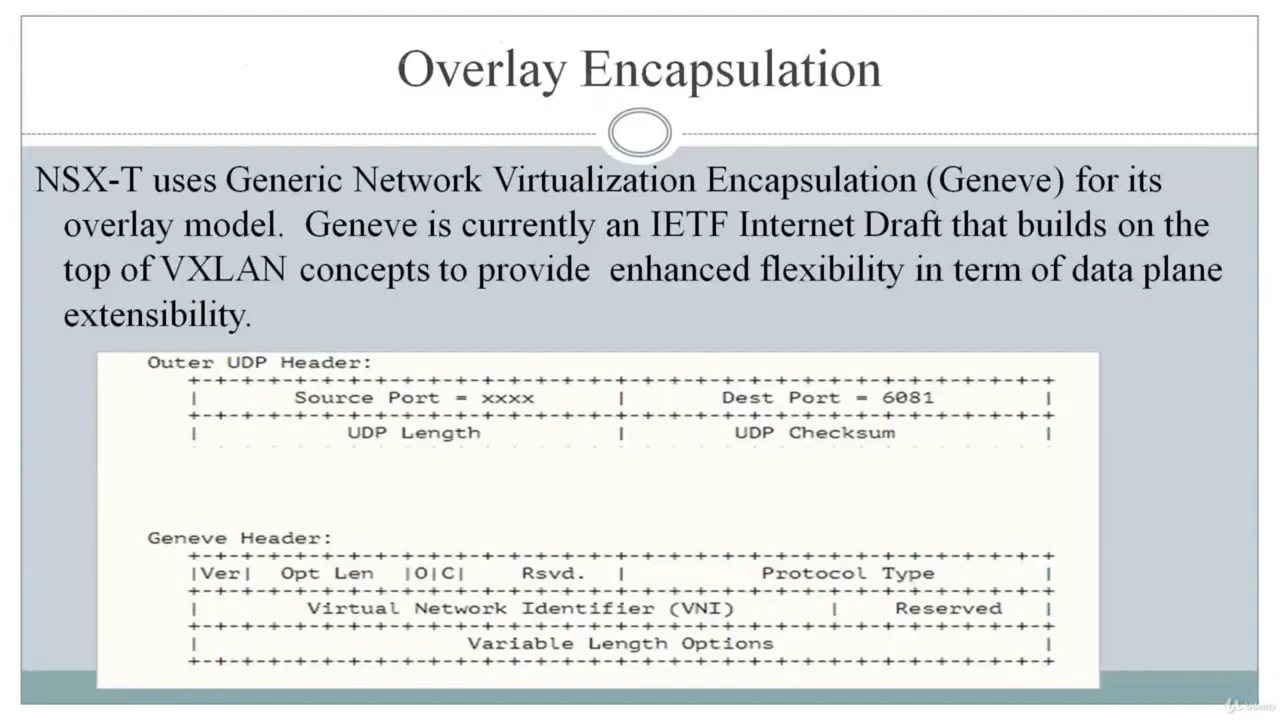 Overlay Encapsulation
NSX-T uses Generic Network Virtualization Encapsulation (Geneve) for its
overlay model. Geneve is currently an IETF Internet Draft that builds on the
top of VXLAN concepts to provide enhanced flexibility in term of data plane
extensibility.
Outer UDP Header:
+-+-+-+-+-+-+-+-+-+-+-+-+-+-+-+-+-+-+-+-+-+-+-+-+-+-+-+-+-+-+-+-+
| Source Port = xxxx | Dest Port = 6081 |
+-+-+-+-+-+-+-+-+-+-+-+-+-+-+-+-+-+-+-+-+-+-+-+-+-+-+-+-+-+-+-+-+
| UDP Length | UDP Checksum |
Geneve Header:
+-+-+-+-+-+-+-+-+-+-+-+-+-+-+-+-+-+-+-+-+-+-+-+-+-+-+-+-+-+-+-+-+
|Ver| Opt Len |O|C| Rsvd. | Protocol Type |
+-+-+-+-+-+-+-+-+-+-+-+-+-+-+-+-+-+-+-+-+-+-+-+-+-+-+-+-+-+-+-+-+
| Virtual Network Identifier (VNI) | Reserved |
+-+-+-+-+-+-+-+-+-+-+-+-+-+-+-+-+-+-+-+-+-+-+-+-+-+-+-+-+-+-+-+-+
| Variable Length Options |
+-+-+-+-+-+-+-+-+-+-+-+-+-+-+-+-+-+-+-+-+-+-+-+-+-+-+-+-+-+-+-+-+
Udemy